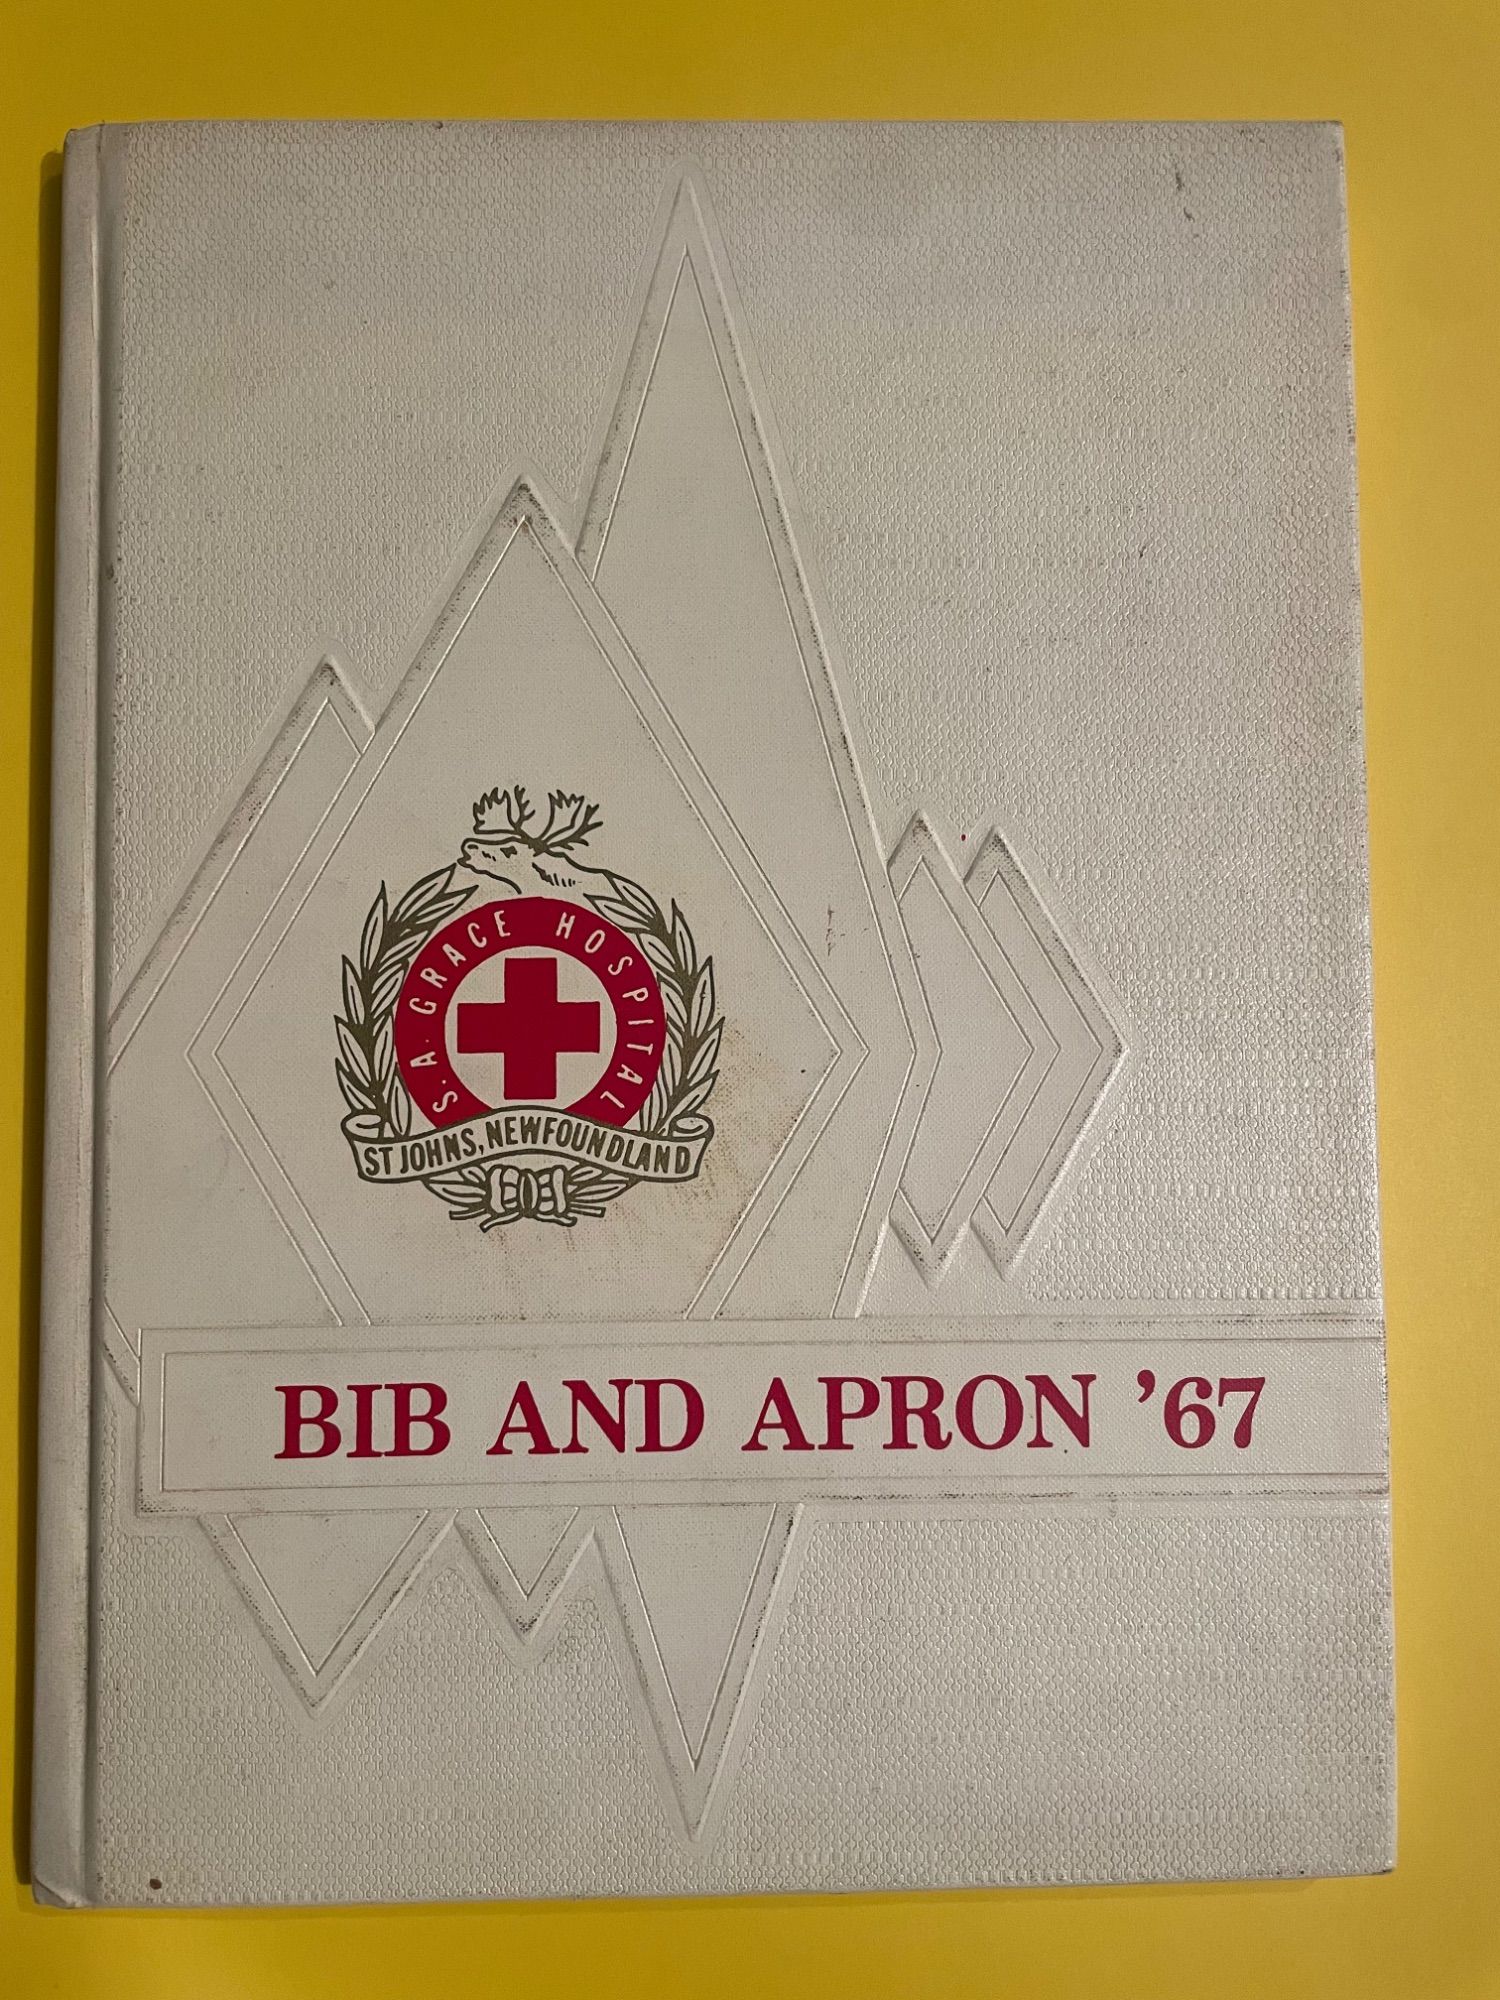 S.A. GRACE HOSPITAL
ST JOHNS, NEWFOUNDLAND
BIB AND APRON '67